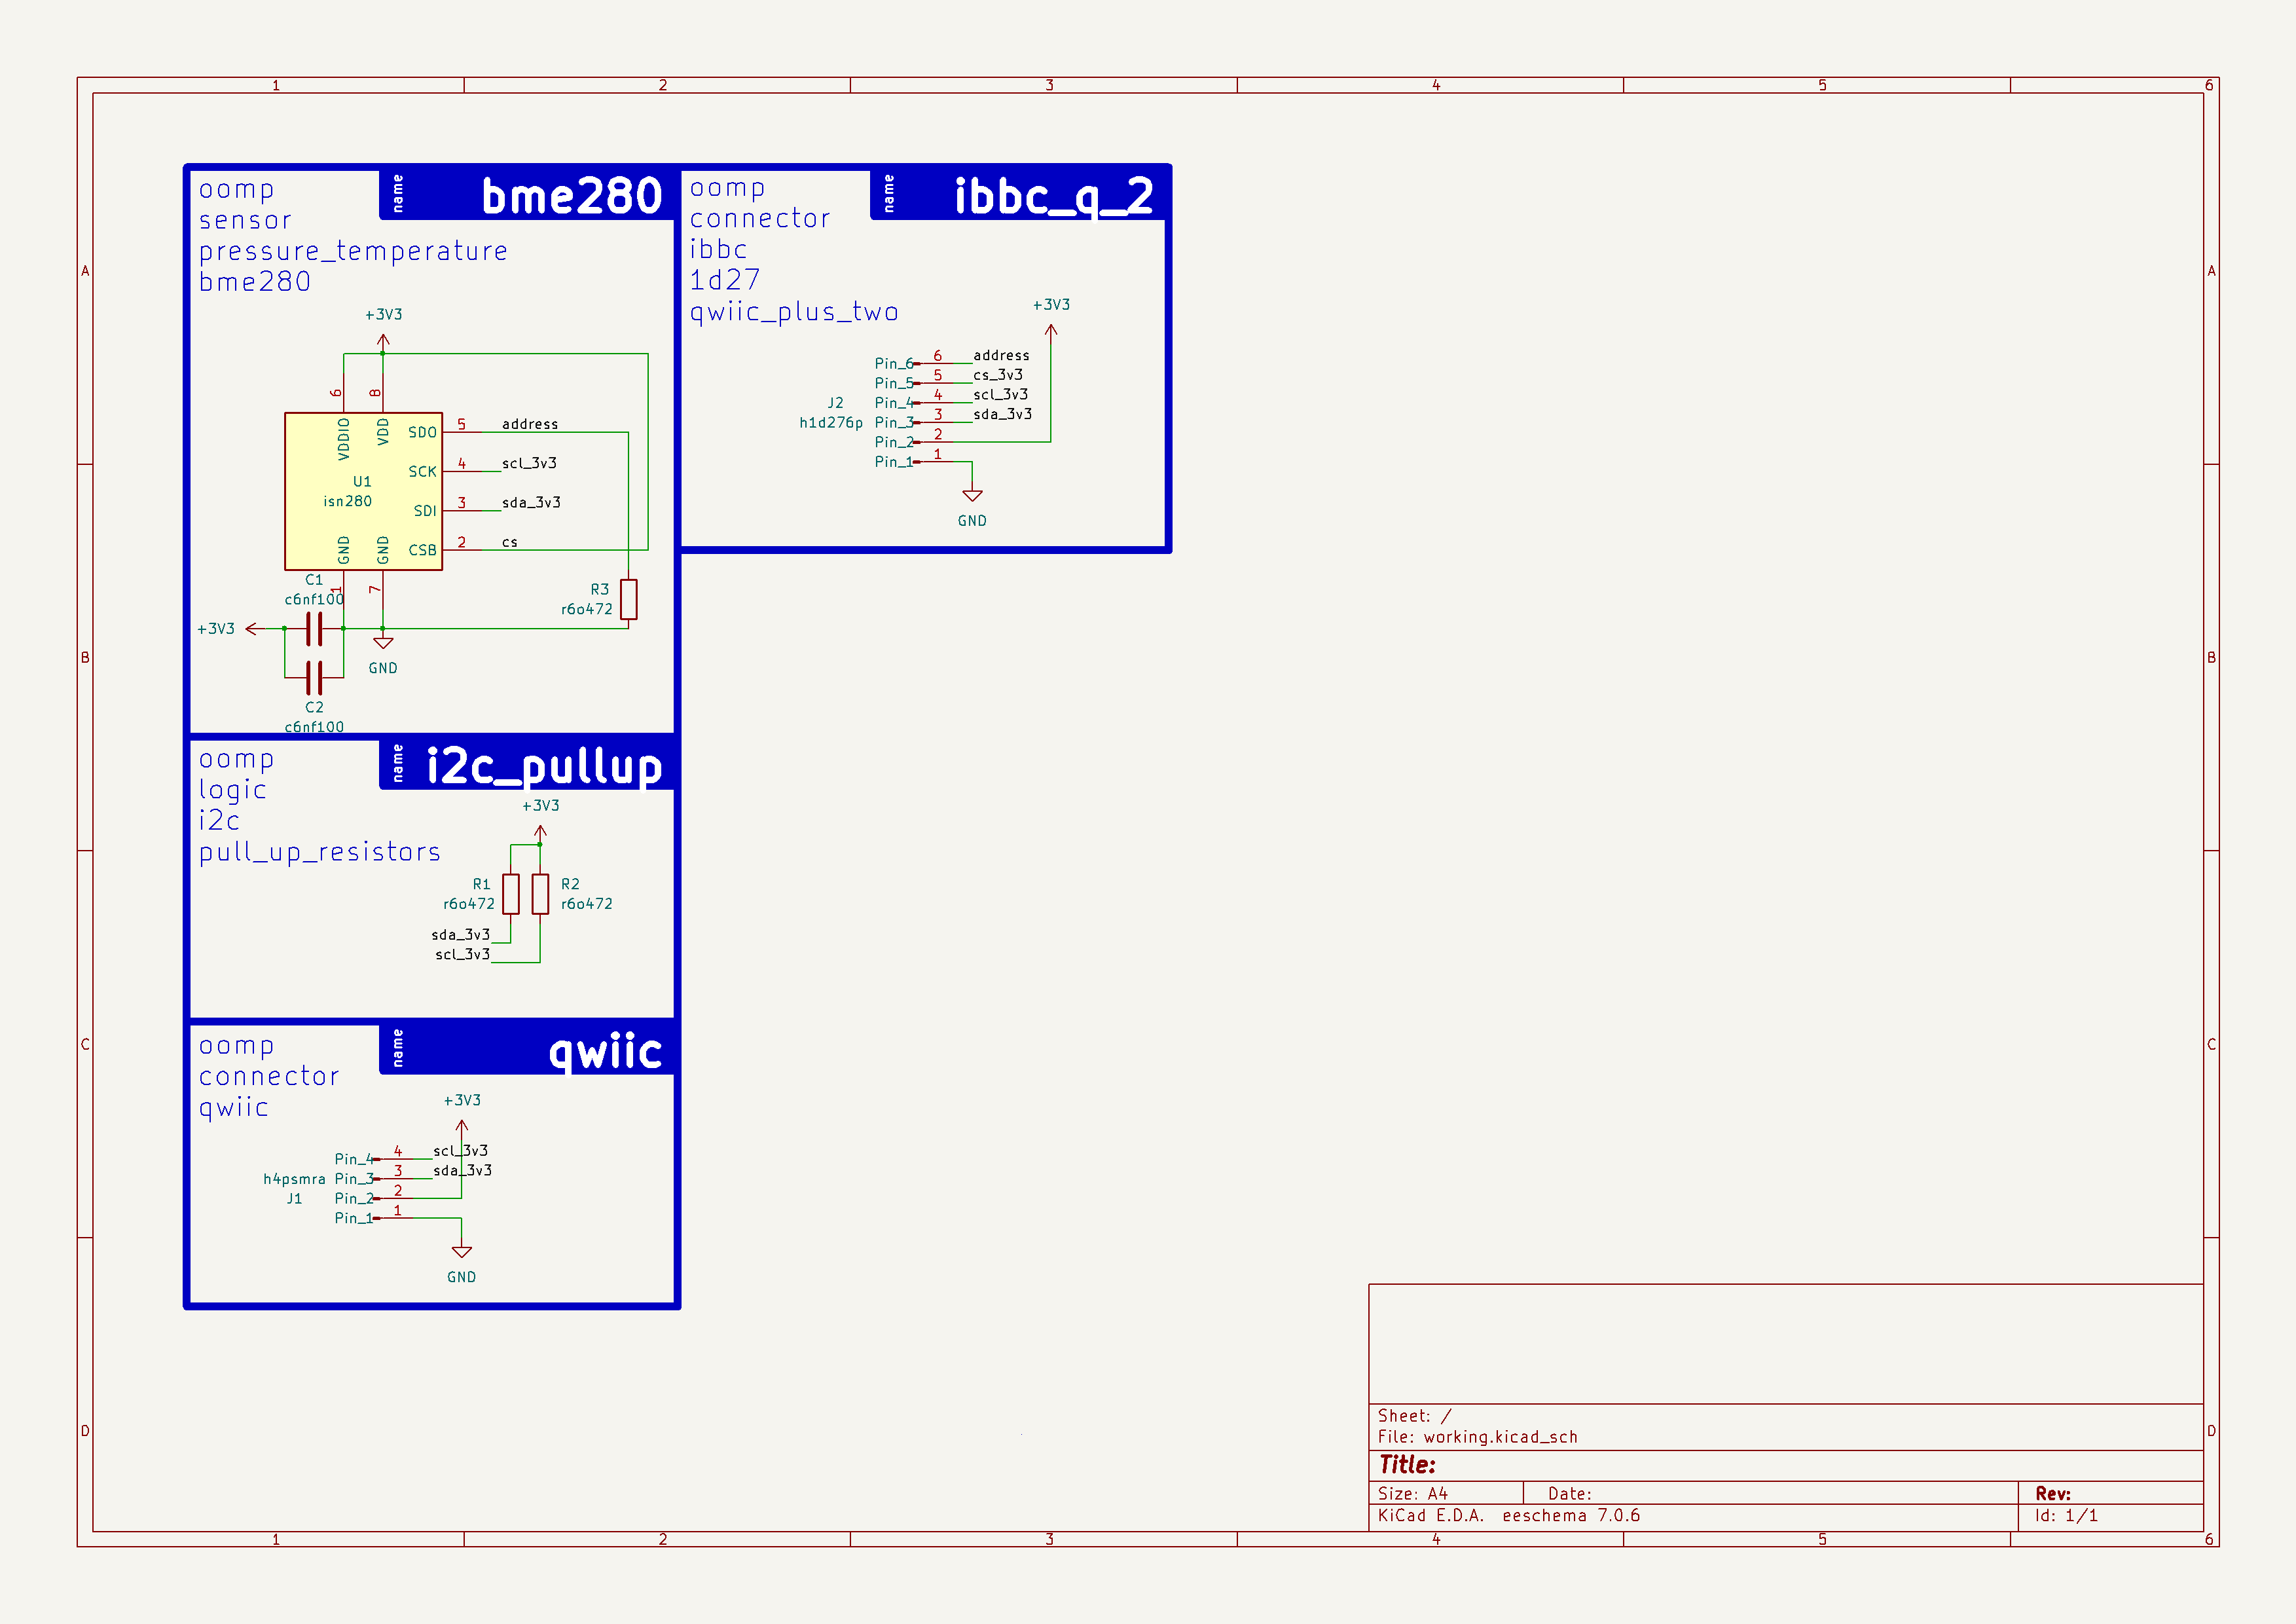 1 2 3 4 5 6
A A
B B
C C
D D
name bme280
oomp
sensor
pressure_temperature
bme280
+3V3
6 8
VDDIO VDD
SDO 5 address
SCK 4 scl_3v3
U1
isn280
SDI 3 sda_3v3
CSB 2 cs
GND GND
1 7
C1
c6nf100
+3V3
GND
C2
c6nf100
R3
r6o472
name ibbc_q_2
oomp
connector
ibbc
1d27
qwiic_plus_two
+3V3
Pin_6 6 address
Pin_5 5 cs_3v3
Pin_4 4 scl_3v3
Pin_3 3 sda_3v3
Pin_2 2
Pin_1 1
J2
h1d276p
GND
name i2c_pullup
oomp
logic
i2c
pull_up_resistors
+3V3
R1
r6o472
R2
r6o472
sda_3v3
scl_3v3
name qwiic
oomp
connector
qwiic
+3V3
Pin_4 4 scl_3v3
Pin_3 3 sda_3v3
Pin_2 2
Pin_1 1
h4psmra
J1
GND
Sheet: /
File: working.kicad_sch
Title:
Size: A4 Date: Rev:
KiCad E.D.A. eeschema 7.0.6 Id: 1/1
1 2 3 4 5 6